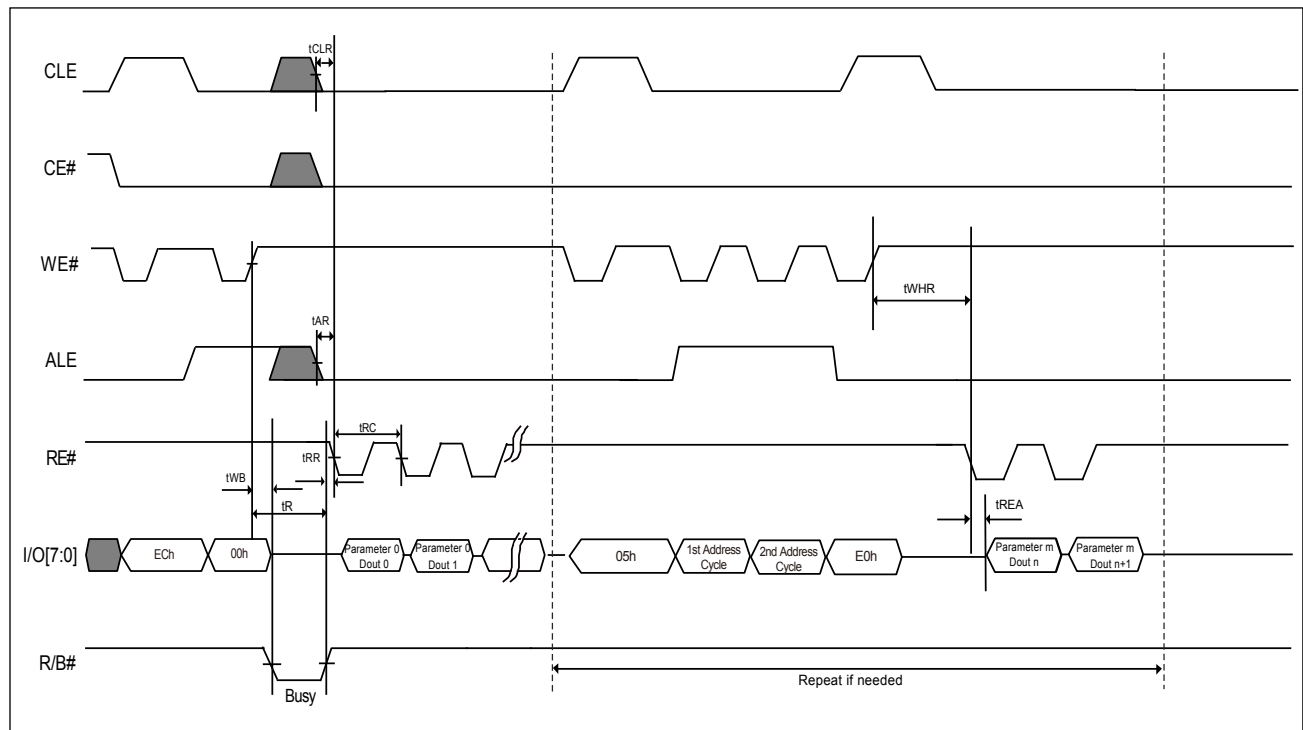 tCLR
CLE
CE#
WE#
tWHR
tAR
ALE
tRC
RE#
tRR
tWB
tREA
tR
I/O[7:0]
ECh
00h
Parameter 0
Dout 0
Parameter 0
Dout 1
05h
1st Address
Cycle
2nd Address
Cycle
E0h
Parameter m
Dout n
Parameter m
Dout n+1
R/B#
Busy
Repeat if needed